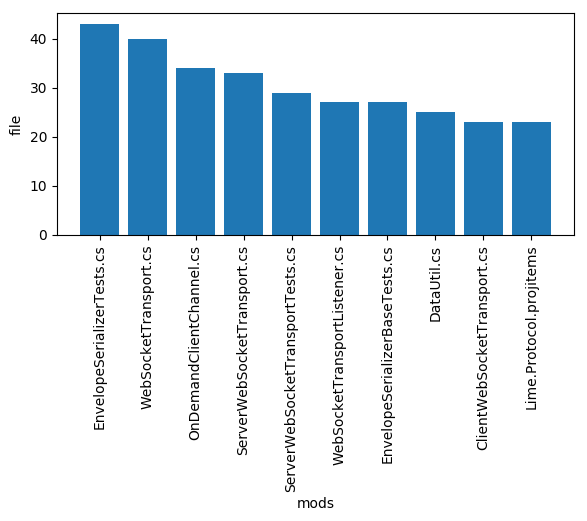 40
30
20
10
0
file
EnvelopeSerializerTests.cs
WebSocketTransport.cs
OnDemandClientChannel.cs
ServerWebSocketTransport.cs
ServerWebSocketTransportTests.cs
WebSocketTransportListener.cs
EnvelopeSerializerBaseTests.cs
DataUtil.cs
ClientWebSocketTransport.cs
Lime.Protocol.projitems
mods